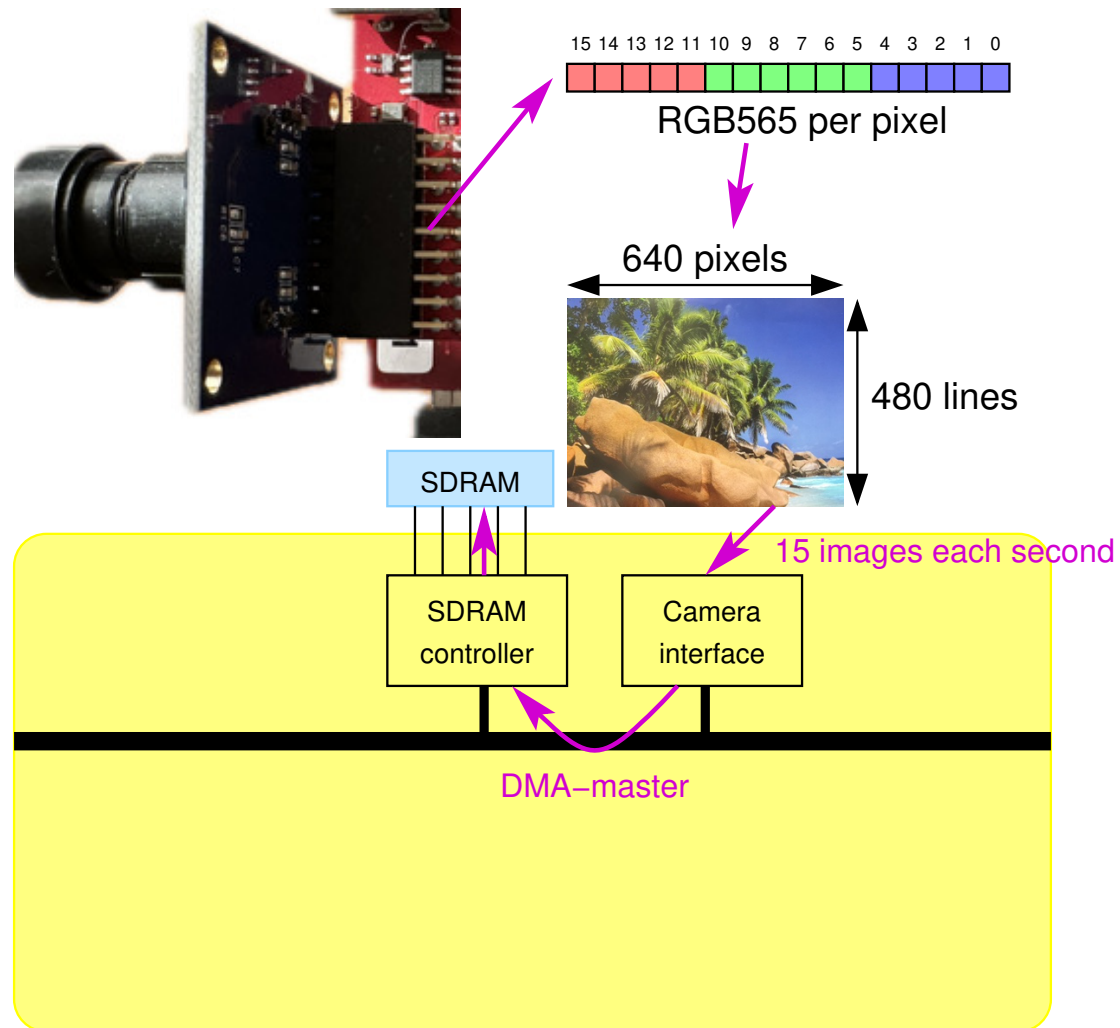 15 14 13 12 11 10 9 8 7 6 5 4 3 2 1 0
RGB565 per pixel
640 pixels
480 lines
SDRAM
15 images each second
SDRAM
controller
Camera
interface
DMA−master